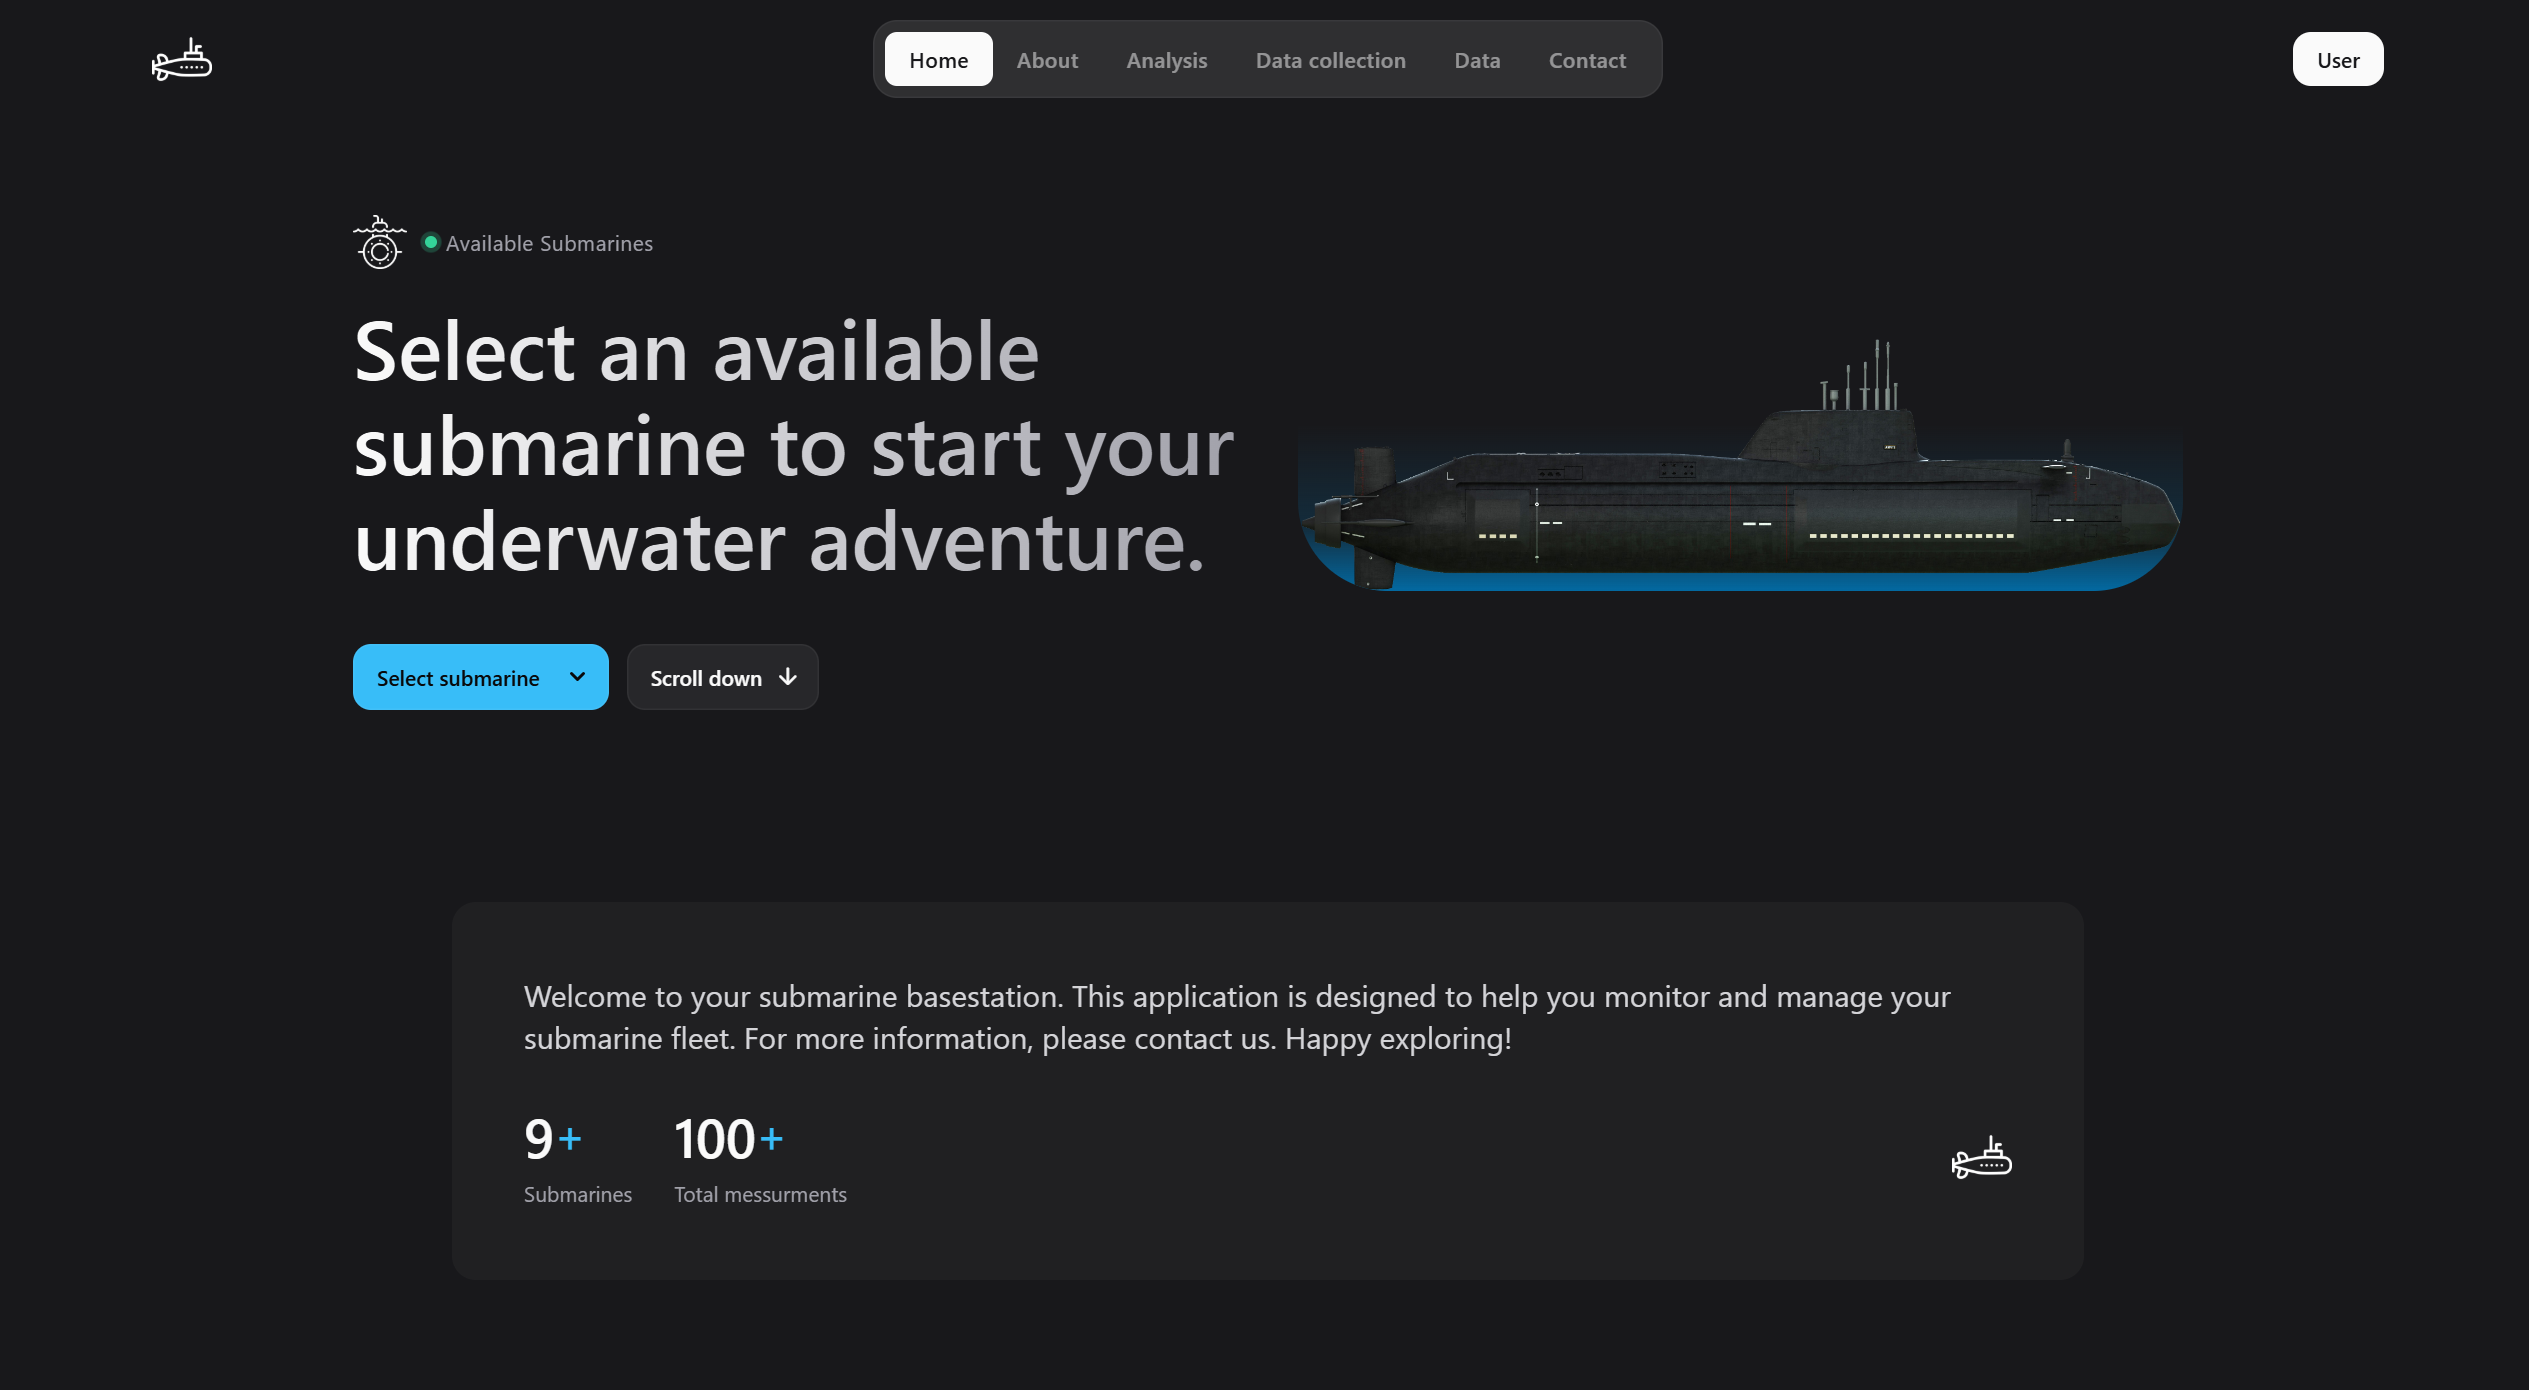 Home About Analysis Data collection Data Contact
User
Available Submarines
Select an available
submarine to start your
underwater adventure.
Select submarine
Scroll down
Welcome to your submarine basestation. This application is designed to help you monitor and manage your
submarine fleet. For more information, please contact us. Happy exploring!
9+ 100+
Submarines Total messurments